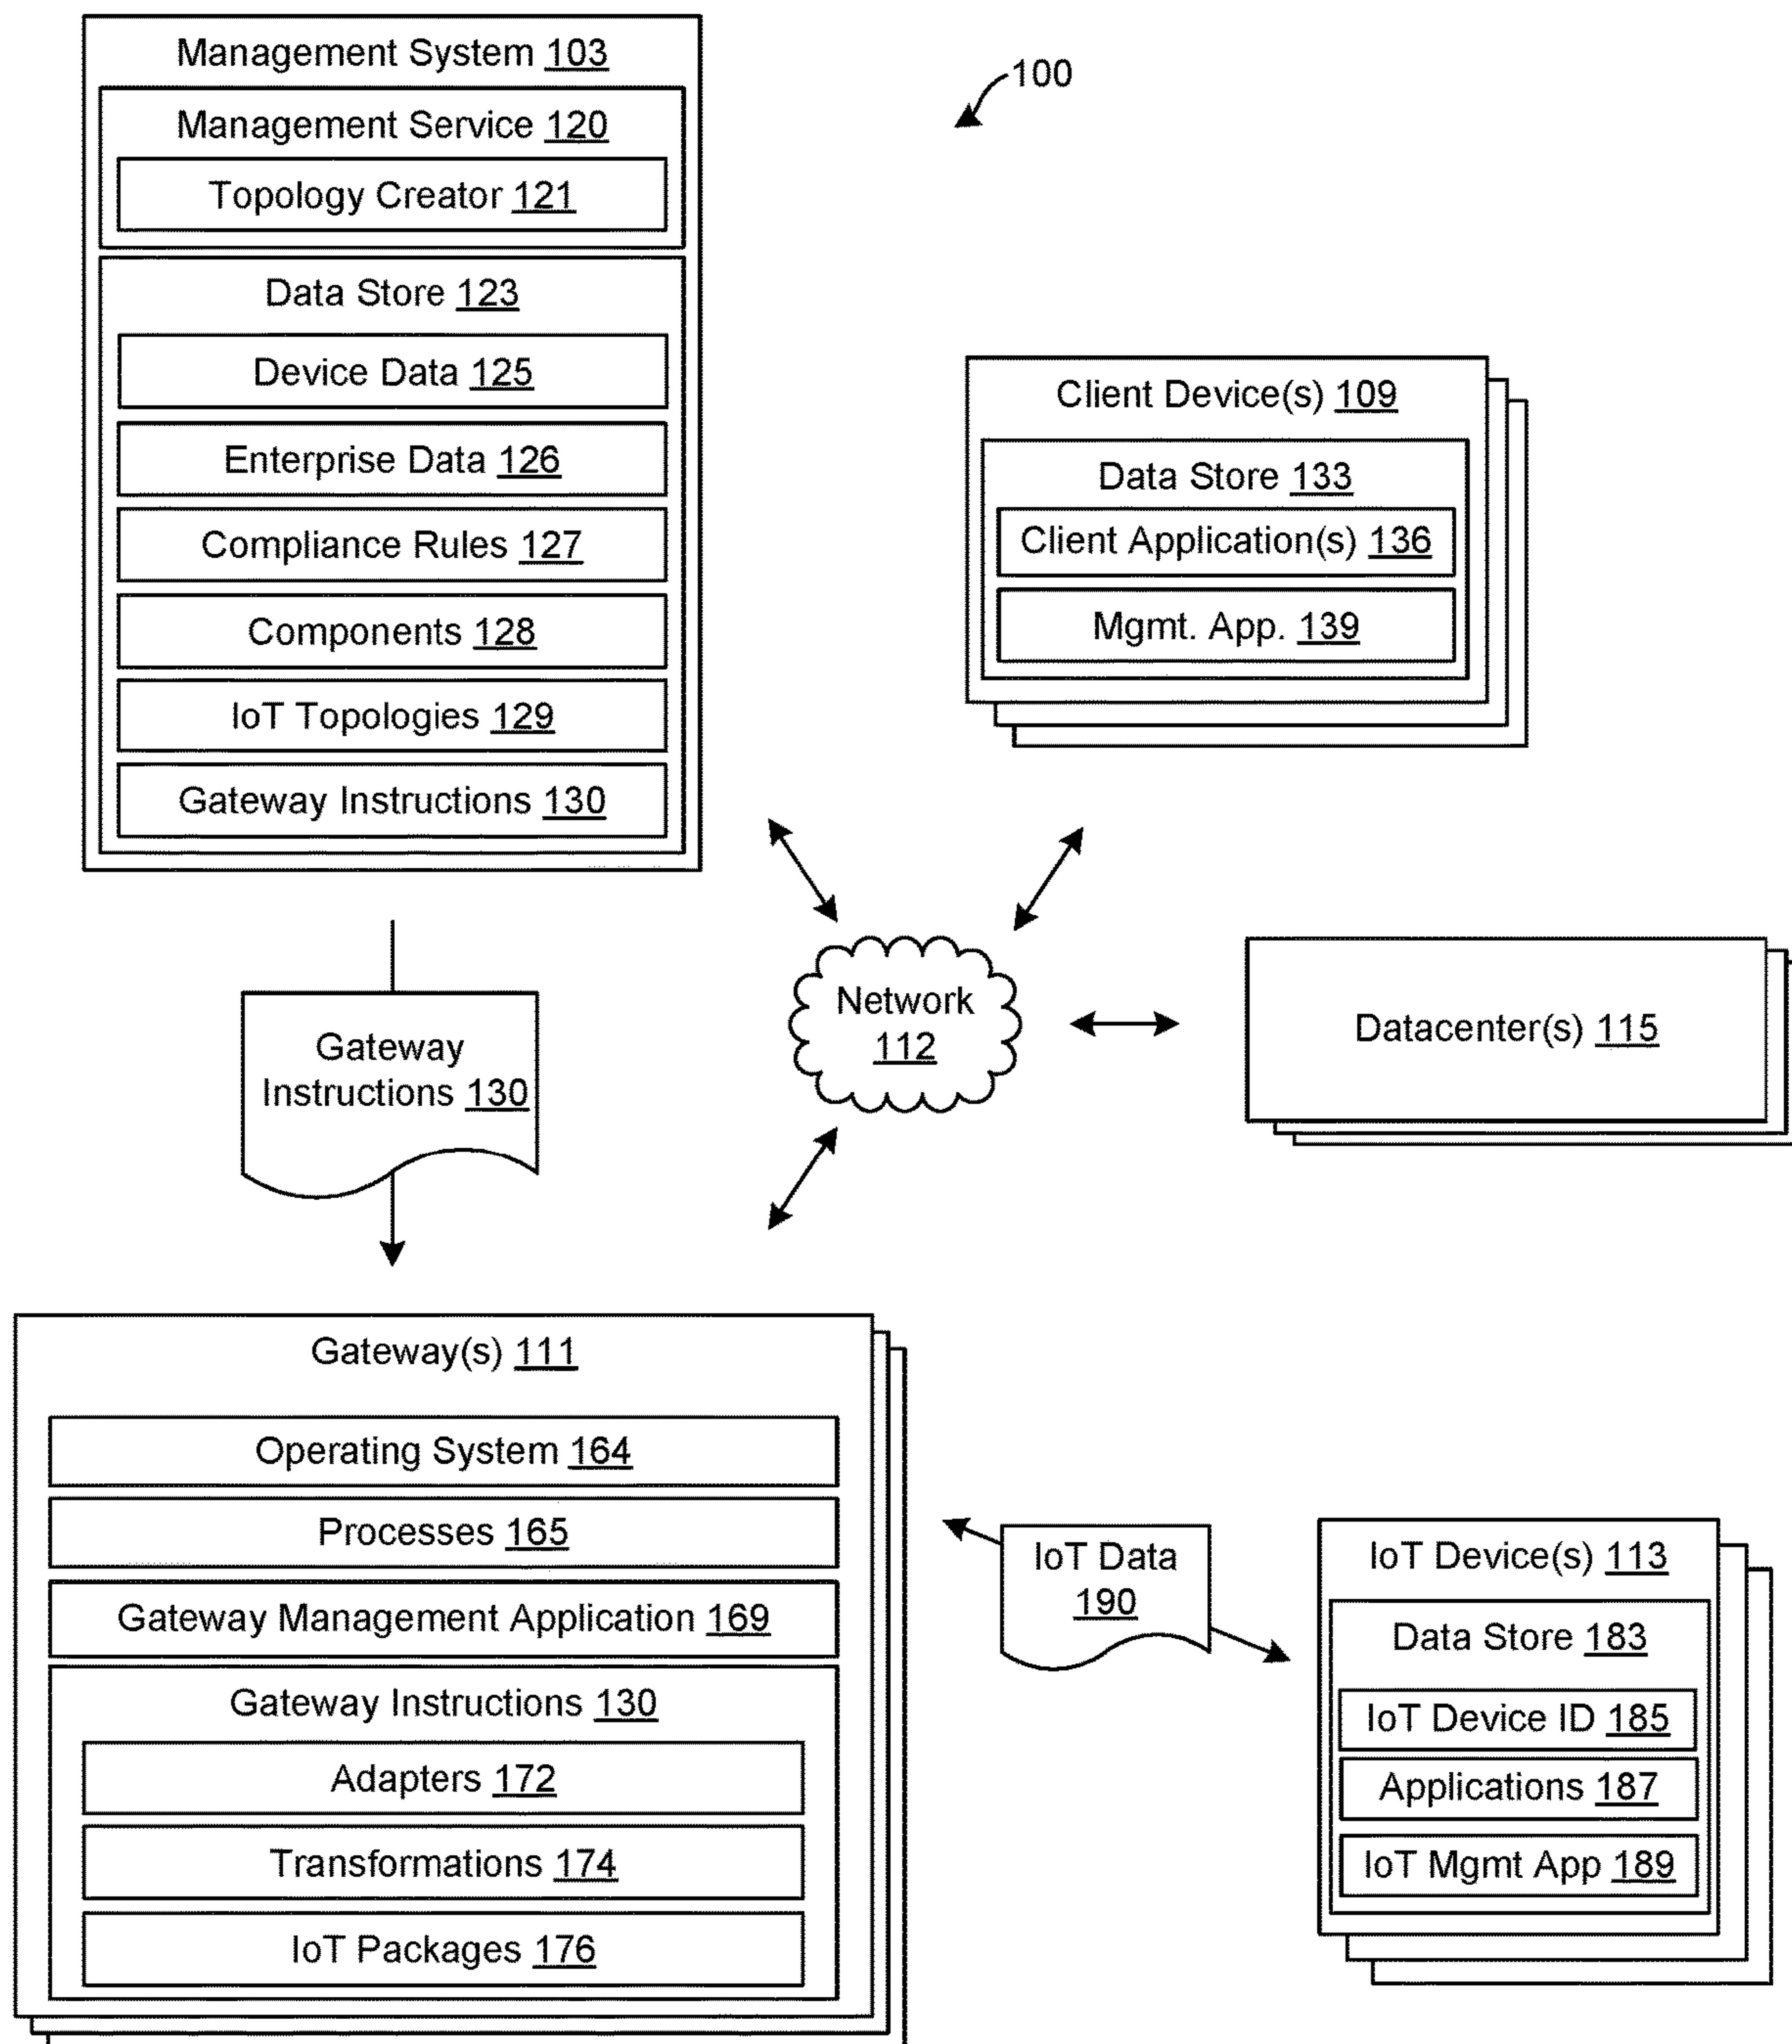 Management System 103
Management Service 120
Topology Creator 121
Data Store 123
Device Data 125
Enterprise Data 126
Compliance Rules 127
Components 128
IoT Topologies 129
Gateway Instructions 130
100
Client Device(s) 109
Data Store 133
Client Application(s) 136
Mgmt. App. 139
Gateway
Instructions 130
Network
112
Datacenter(s) 115
Gateway(s) 111
Operating System 164
Processes 165
Gateway Management Application 169
Gateway Instructions 130
Adapters 172
Transformations 174
IoT Packages 176
IoT Data
190
IoT Device(s) 113
Data Store 183
IoT Device ID 185
Applications 187
IoT Mgmt App 189